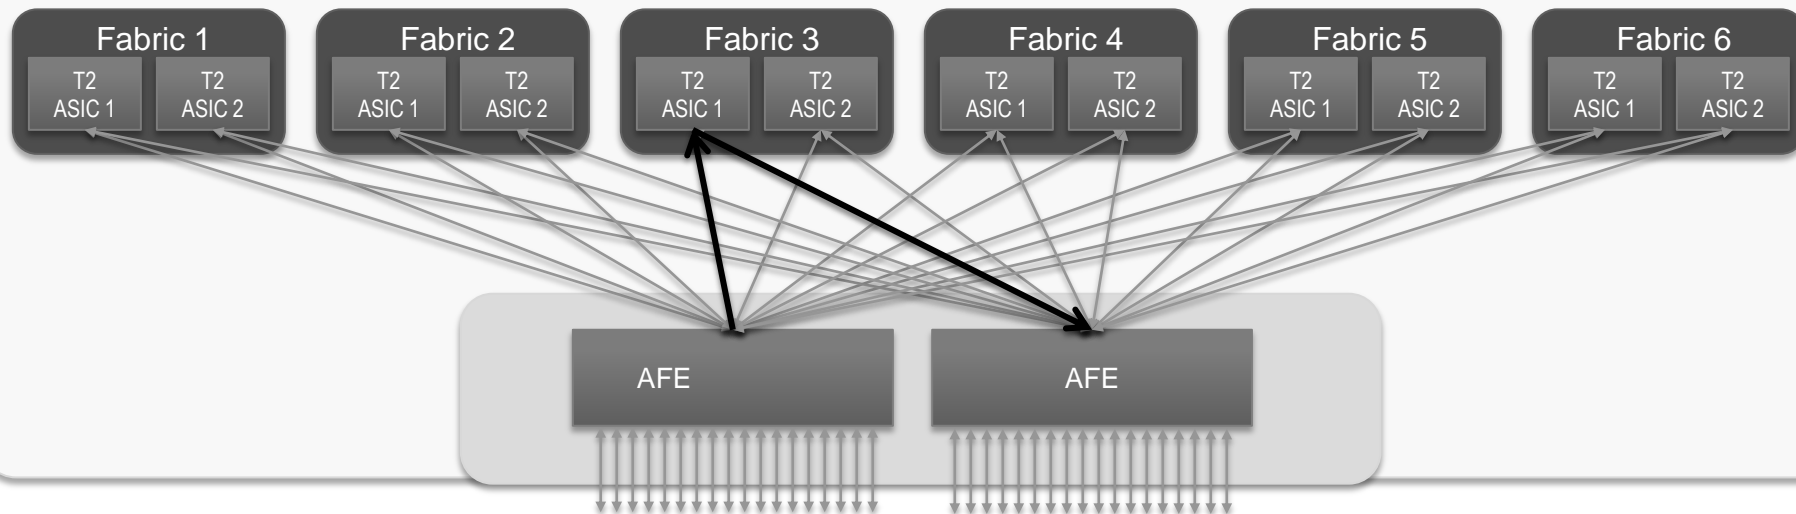 Fabric 1
T2
ASIC 1
T2
ASIC 2
Fabric 2
T2
ASIC 1
T2
ASIC 2
Fabric 3
T2
ASIC 1
T2
ASIC 2
Fabric 4
T2
ASIC 1
T2
ASIC 2
Fabric 5
T2
ASIC 1
T2
ASIC 2
Fabric 6
T2
ASIC 1
T2
ASIC 2
AFE
AFE